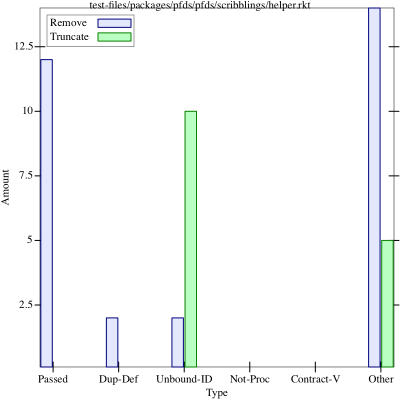 test-files/packages/pfds/pfds/scribblings/helper.rkt
Remove
Truncate
12.5
10
7.5
5
2.5
Amount
Passed Dup-Def Unbound-ID Not-Proc Contract-V Other
Type